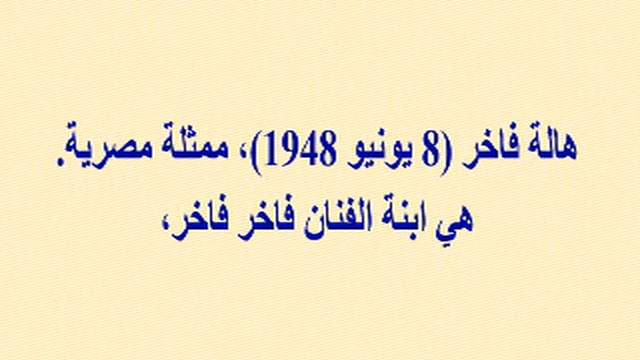 هالة فاخر (8 يونيو 1948)، ممثلة مصرية.
هي ابنة الفنان فاخر فاخر،